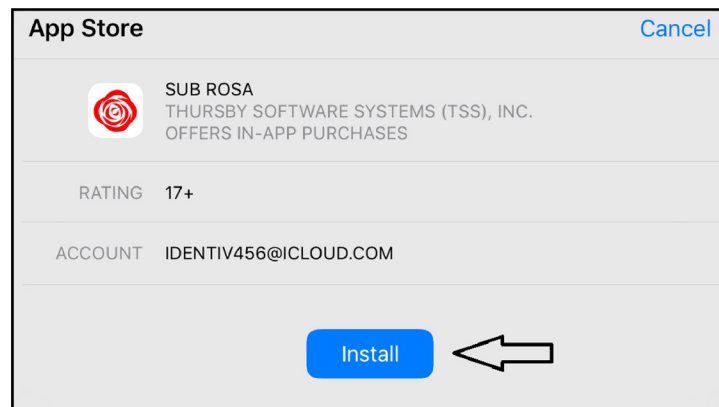 App Store Cancel
SUB ROSA
THURSBY SOFTWARE SYSTEMS (TSS), INC.
OFFERS IN-APP PURCHASES
RATING 17+
ACCOUNT IDENTIV456@ICLOUD.COM
Install